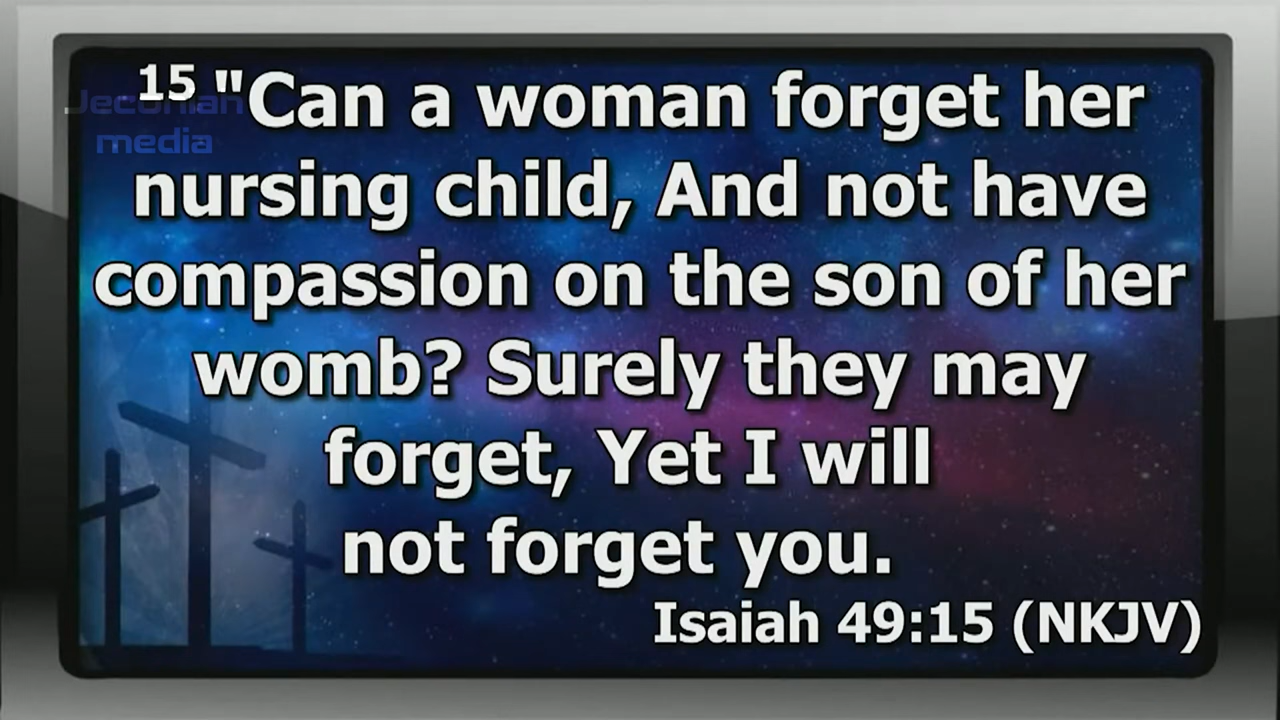 15 "Can a woman forget her
Jeconian
media
nursing child, And not have
compassion on the son of her
womb? Surely they may
forget, Yet I will
not forget you.
Isaiah 49:15 (NKJV)